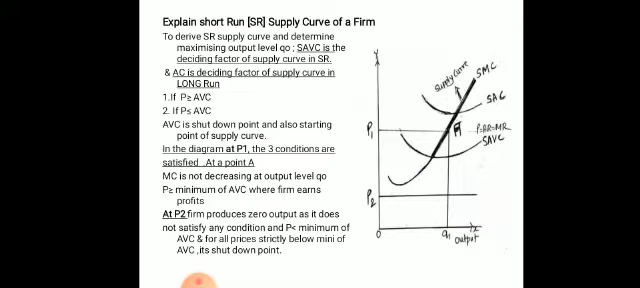 Explain short Run [SR] Supply Curve of a Firm
To derive SR supply curve and determine
maximising output level qo ; SAVC is the
deciding factor of supply curve in SR.
& AC is deciding factor of supply curve in
LONG Run
1.If P≥ AVC
2. If P≤ AVC
AVC is shut down point and also starting
point of supply curve.
In the diagram at P1, the 3 conditions are
satisfied .At a point A
MC is not decreasing at output level qo
P≥ minimum of AVC where firm earns
profits
At P2 firm produces zero output as it does
not satisfy any condition and P< minimum of
AVC & for all prices strictly below mini of
AVC ,its shut down point.
Y
Supply curve
SMC
SAC
P1
A
P=AR=MR
SAVC
P2
0
q1
x
output